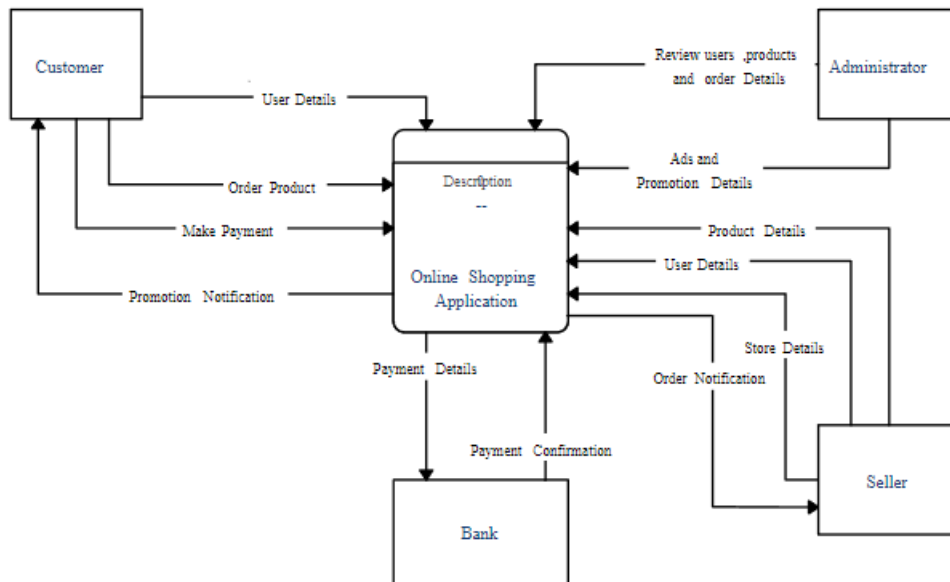 Customer
Review users ,products
and order Details
Administrator
User Details
Ads and
Promotion Details
Description
--
Order Product
Make Payment
Product Details
User Details
Online Shopping
Application
Promotion Notification
Store Details
Payment Details
Order Notification
Payment Confirmation
Seller
Bank